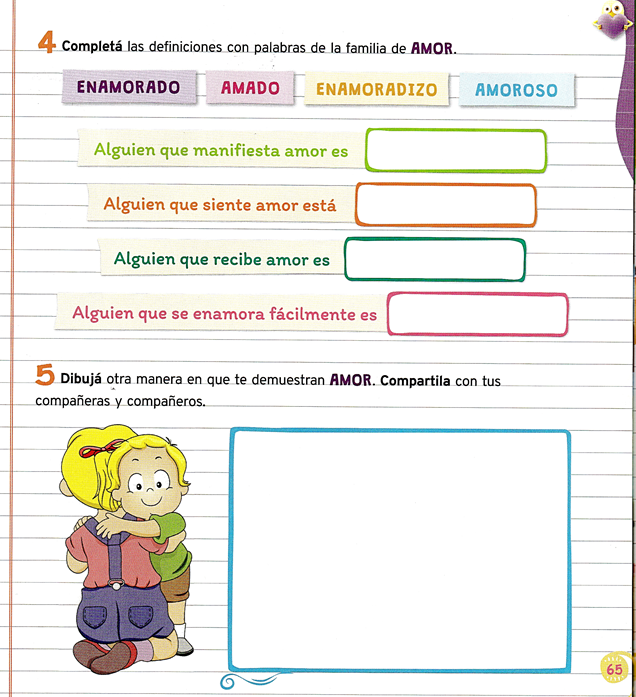 4 Completá las definiciones con palabras de la familia de AMOR.
ENAMORADO AMADO ENAMORADIZO AMOROSO
Alguien que manifiesta amor es
Alguien que siente amor está
Alguien que recibe amor es
Alguien que se enamora fácilmente es
5 Dibujá otra manera en que te demuestran AMOR. Compartila con tus
compañeras y compañeros.
65